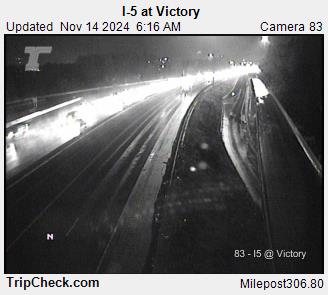 I-5 at Victory
Updated Nov 14 2024 6:16 AM Camera 83
N
83 - I5 @ Victory
TripCheck.com Milepost306.80